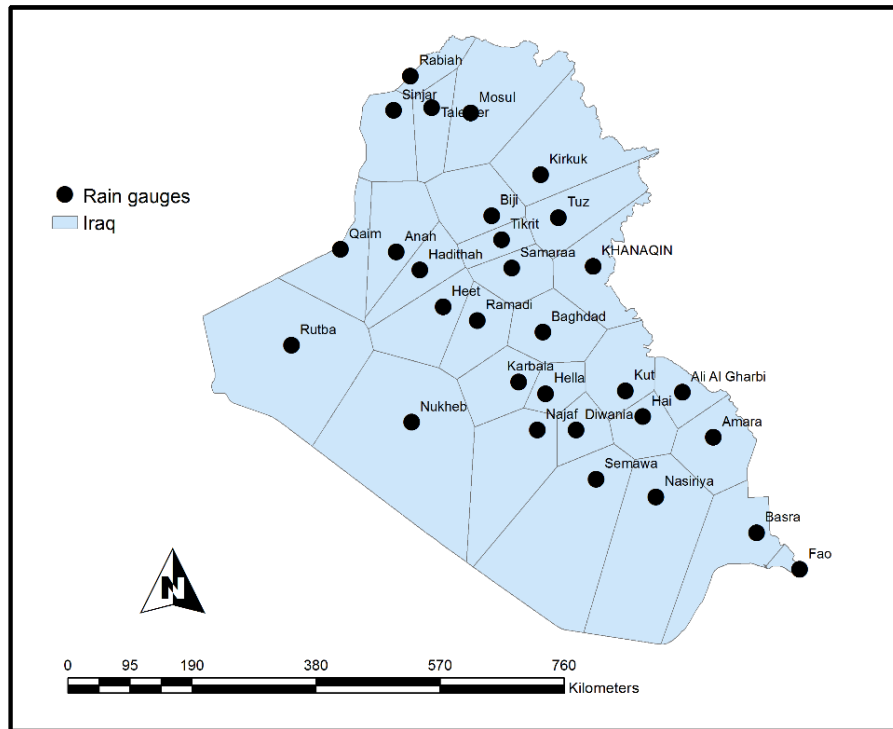 Rabiah
Sinjar
Mosul
Kirkuk
Rain gauges
Biji
Tuz
Iraq
Tikrit
Qaim
Anah
KHANAQIN
Hadithah
Samaraa
Heet
Ramadi
Baghdad
Rutba
Karbala
Hella
Kut
Ali Al Gharbi
Hai
Nukheb
Najaf
Diwania
Amara
Semawa
Nasiriya
Basra
Fao
N
0 95 190 380 570 760
Kilometers